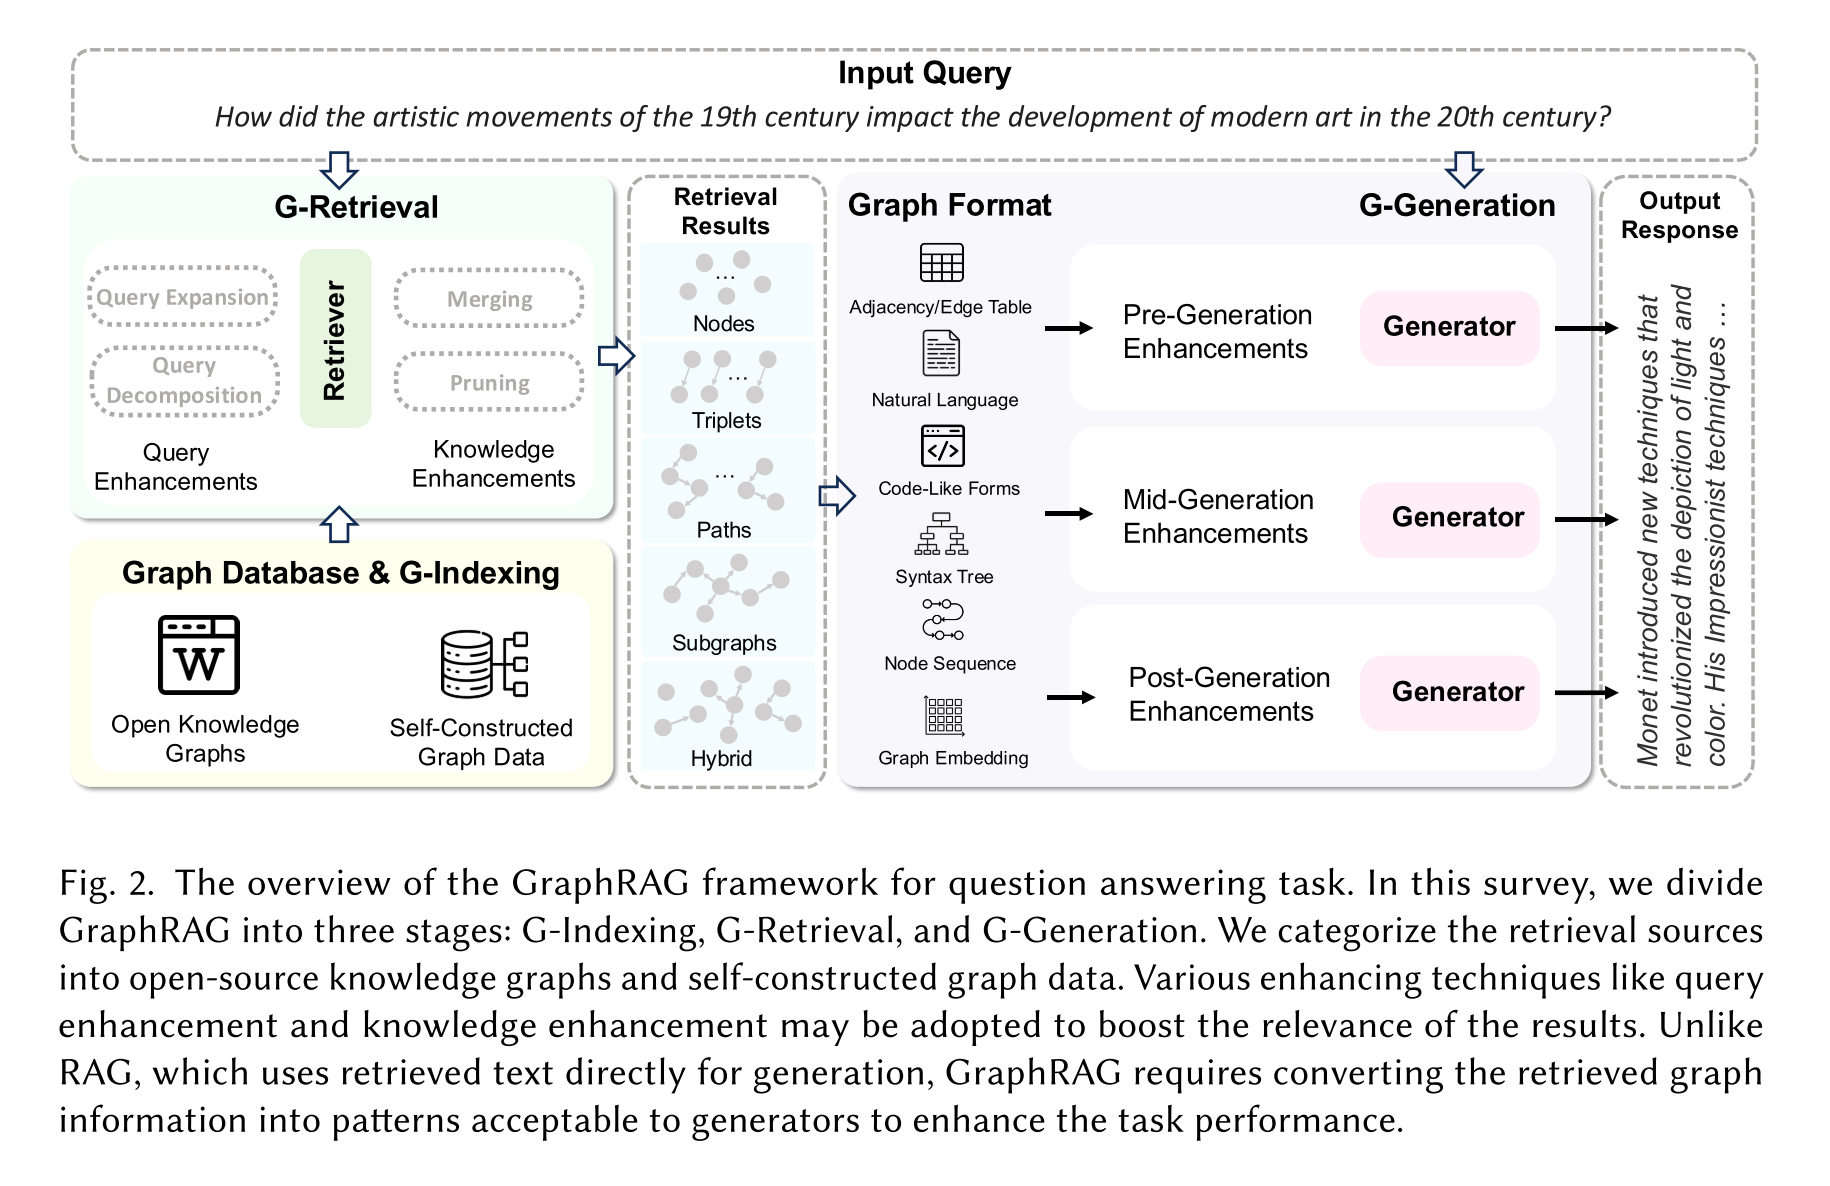 Input Query
How did the artistic movements of the 19th century impact the development of modern art in the 20th century?
G-Retrieval
Query Expansion
Query
Decomposition
Query
Enhancements
Retriever
Merging
Pruning
Knowledge
Enhancements
Graph Database & G-Indexing
W
Open Knowledge
Graphs
Self-Constructed
Graph Data
Retrieval
Results
...
Nodes
...
Triplets
...
Paths
Subgraphs
Hybrid
Graph Format
Adjacency/Edge Table
Natural Language
</>
Code-Like Forms
Syntax Tree
Node Sequence
Graph Embedding
G-Generation
Pre-Generation
Enhancements
Generator
Mid-Generation
Enhancements
Generator
Post-Generation
Enhancements
Generator
Output
Response
Monet introduced new techniques that
revolutionized the depiction of light and
color. His Impressionist techniques ...
Fig. 2. The overview of the GraphRAG framework for question answering task. In this survey, we divide
GraphRAG into three stages: G-Indexing, G-Retrieval, and G-Generation. We categorize the retrieval sources
into open-source knowledge graphs and self-constructed graph data. Various enhancing techniques like query
enhancement and knowledge enhancement may be adopted to boost the relevance of the results. Unlike
RAG, which uses retrieved text directly for generation, GraphRAG requires converting the retrieved graph
information into patterns acceptable to generators to enhance the task performance.